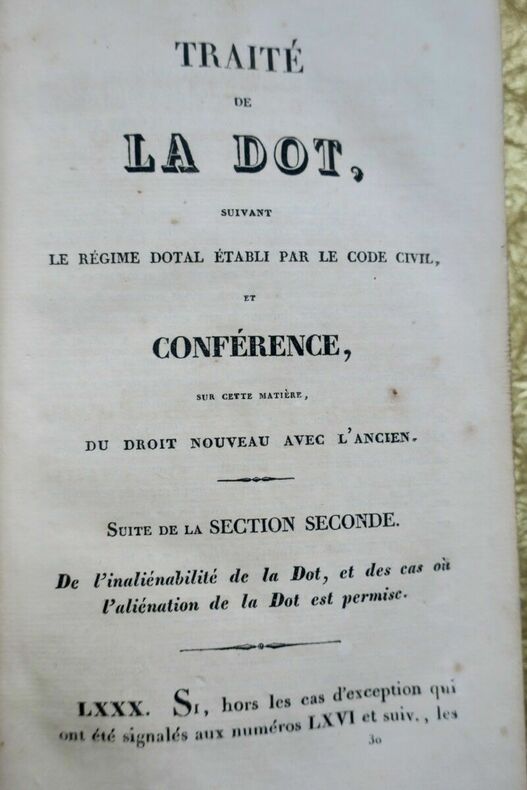 TRAITÉ
DE
LA DOT,
SUIVANT
LE RÉGIME DOTAL ÉTABLI PAR LE CODE CIVIL,
ET
CONFÉRENCE,
SUR CETTE MATIÈRE,
DU DROIT NOUVEAU AVEC L'ANCIEN.
SUITE DE LA SECTION SECONDE.
De l'inaliénabilité de la Dot, et des cas où
l'aliénation de la Dot est permise.
LXXX. SI, hors les cas d'exception qui
ont été signalés aux numéros LXVI et suiv., les
30